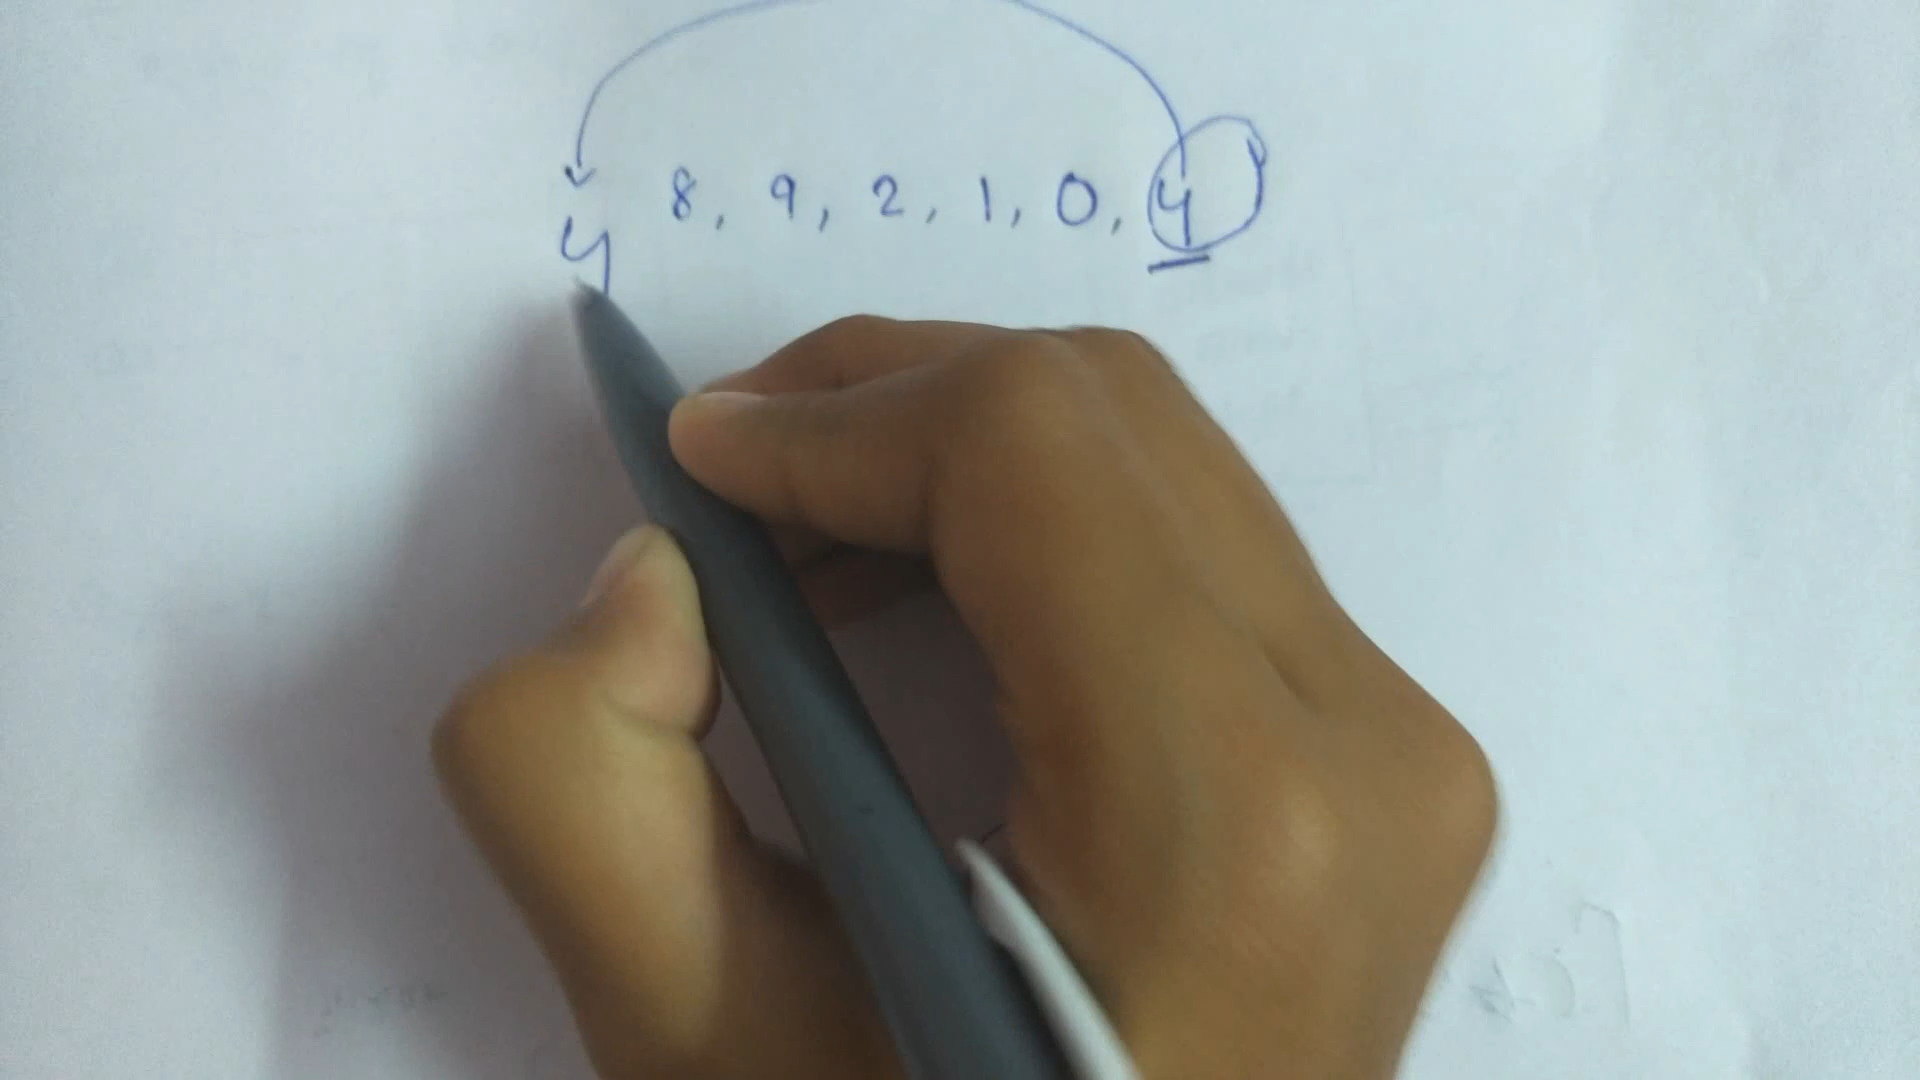 4 8, 9, 2, 1, 0, 4